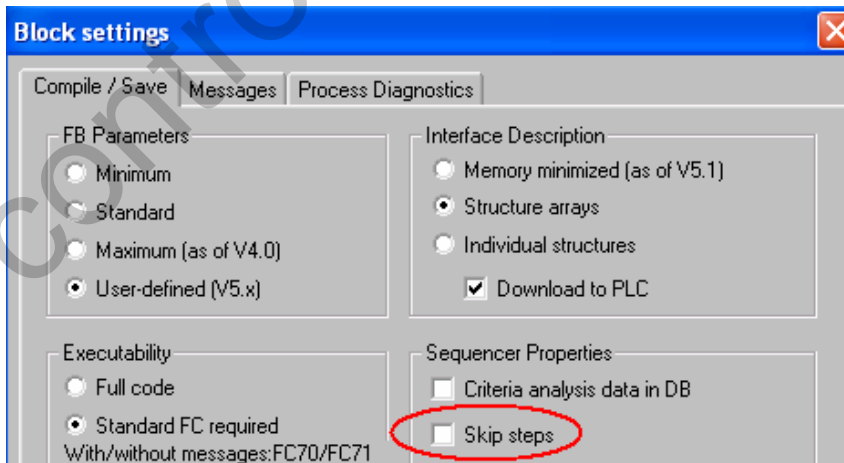 Block settings
Compile / Save Messages Process Diagnostics
FB Parameters
Minimum
Standard
Maximum (as of V4.0)
User-defined (V5.x)
Interface Description
Memory minimized (as of V5.1)
Structure arrays
Individual structures
Download to PLC
Executability
Full code
Standard FC required
With/without messages:FC70/FC71
Sequencer Properties
Criteria analysis data in DB
Skip steps